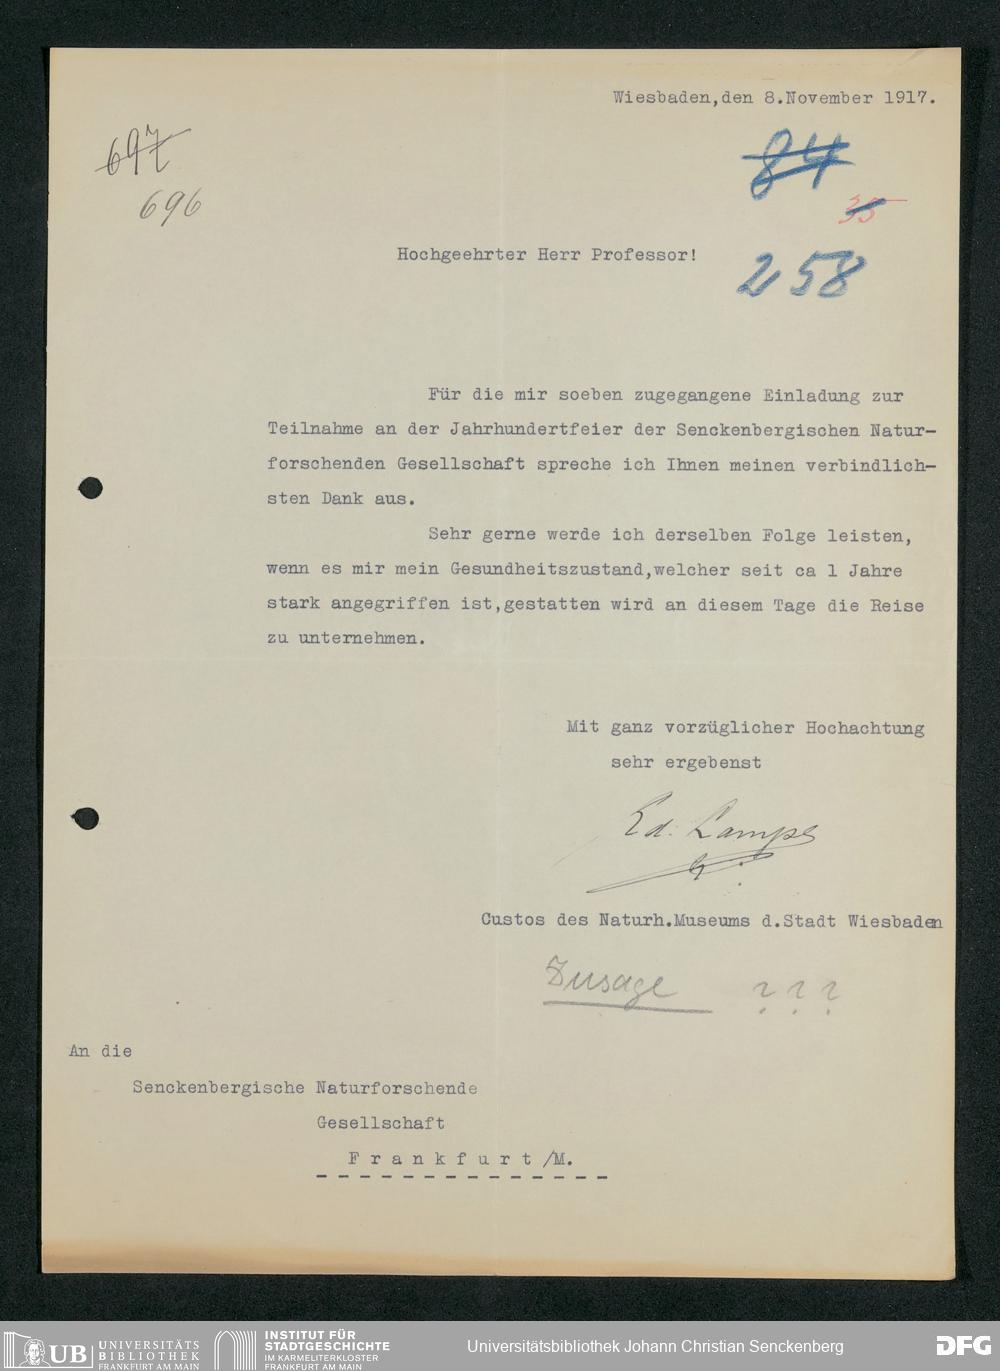 Wiesbaden,den 8.November 1917.
697
696
84
35
258
Hochgeehrter Herr Professor!
Für die mir soeben zugegangene Einladung zur
Teilnahme an der Jahrhundertfeier der Senckenbergischen Natur-
forschenden Gesellschaft spreche ich Ihnen meinen verbindlich-
sten Dank aus.
Sehr gerne werde ich derselben Folge leisten,
wenn es mir mein Gesundheitszustand,welcher seit ca 1 Jahre
stark angegriffen ist,gestatten wird an diesem Tage die Reise
zu unternehmen.
Mit ganz vorzüglicher Hochachtung
sehr ergebenst
Ed. Lampe
Custos des Naturh.Museums d.Stadt Wiesbaden
Zusage ???
An die
Senckenbergische Naturforschende
Gesellschaft
Frankfurt/M.
UB UNIVERSITÄTS
BIBLIOTHEK
FRANKFURT AM MAIN
INSTITUT FÜR
STADTGESCHICHTE
IM KARMELITERKLOSTER
FRANKFURT AM MAIN
Universitätsbibliothek Johann Christian Senckenberg
DFG